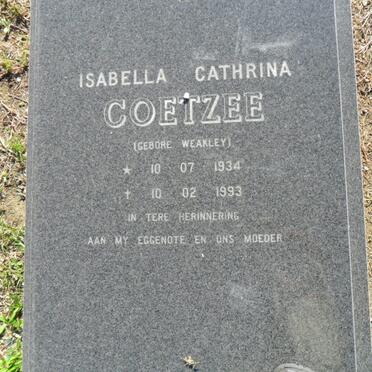 ISABELLA CATHRINA
COETZEE
(GEBORE WEAKLEY)
★ 10 07 1934
† 10 02 1993
IN TERE HERINNERING
AAN MY EGGENOTE EN ONS MOEDER